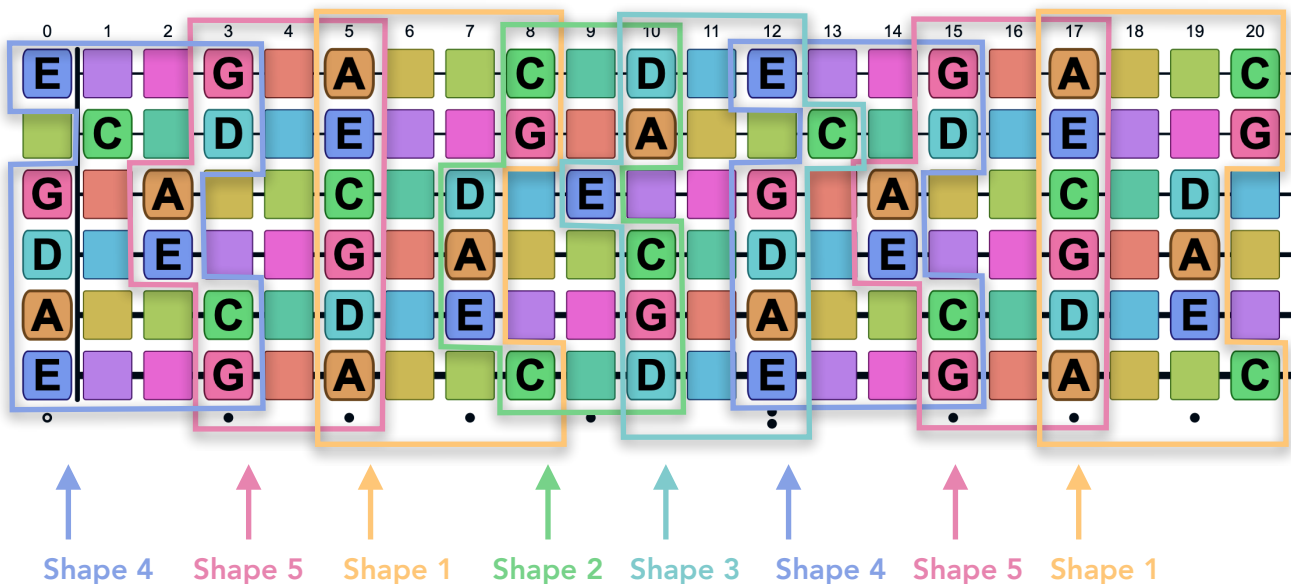 0 1 2 3 4 5 6 7 8 9 10 11 12 13 14 15 16 17 18 19 20
E G A C D E G A C
C D E G A C D E G
G A C D E G A C D
D E G A C D E G A
A C D E G A C D E
E G A C D E G A C
Shape 4 Shape 5 Shape 1 Shape 2 Shape 3 Shape 4 Shape 5 Shape 1